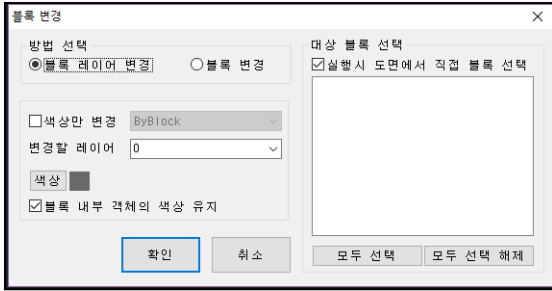 블록 변경
방법 선택
블록 레이어 변경
블록 변경
색상만 변경
ByBlock
변경할 레이어
0
색상
블록 내부 객체의 색상 유지
확인
취소
대상 블록 선택
실행시 도면에서 직접 블록 선택
모두 선택
모두 선택 해제